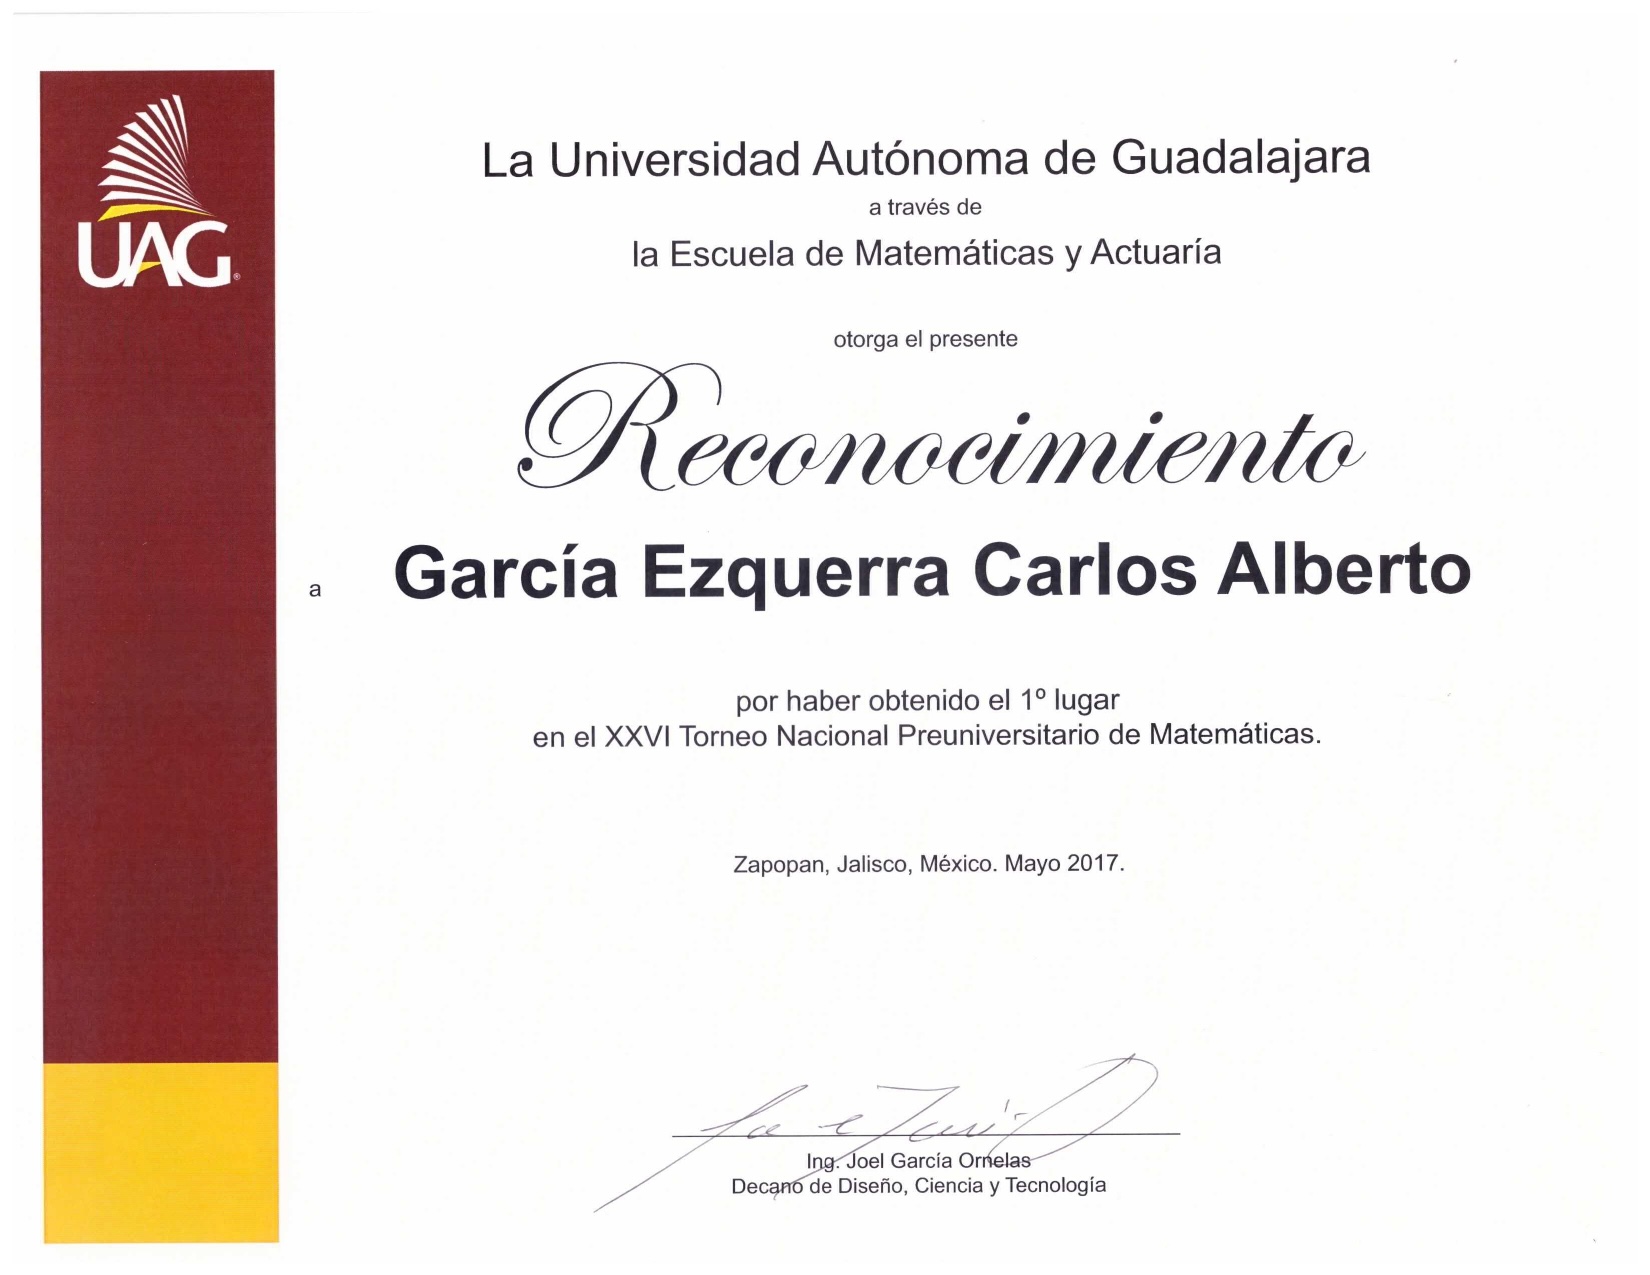 UAG®
La Universidad Autónoma de Guadalajara
a través de
la Escuela de Matemáticas y Actuaría
otorga el presente
Reconocimiento
a García Ezquerra Carlos Alberto
por haber obtenido el 1º lugar
en el XXVI Torneo Nacional Preuniversitario de Matemáticas.
Zapopan, Jalisco, México. Mayo 2017.
Ing. Joel García Ornelas
Decano de Diseño, Ciencia y Tecnología